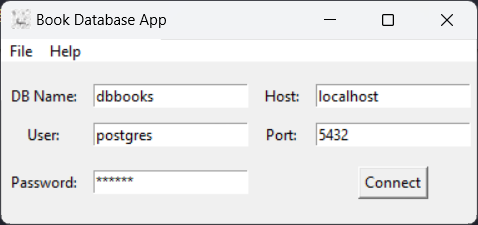 Book Database App
File Help
DB Name: dbbooks Host: localhost
User: postgres Port: 5432
Password: ****** Connect